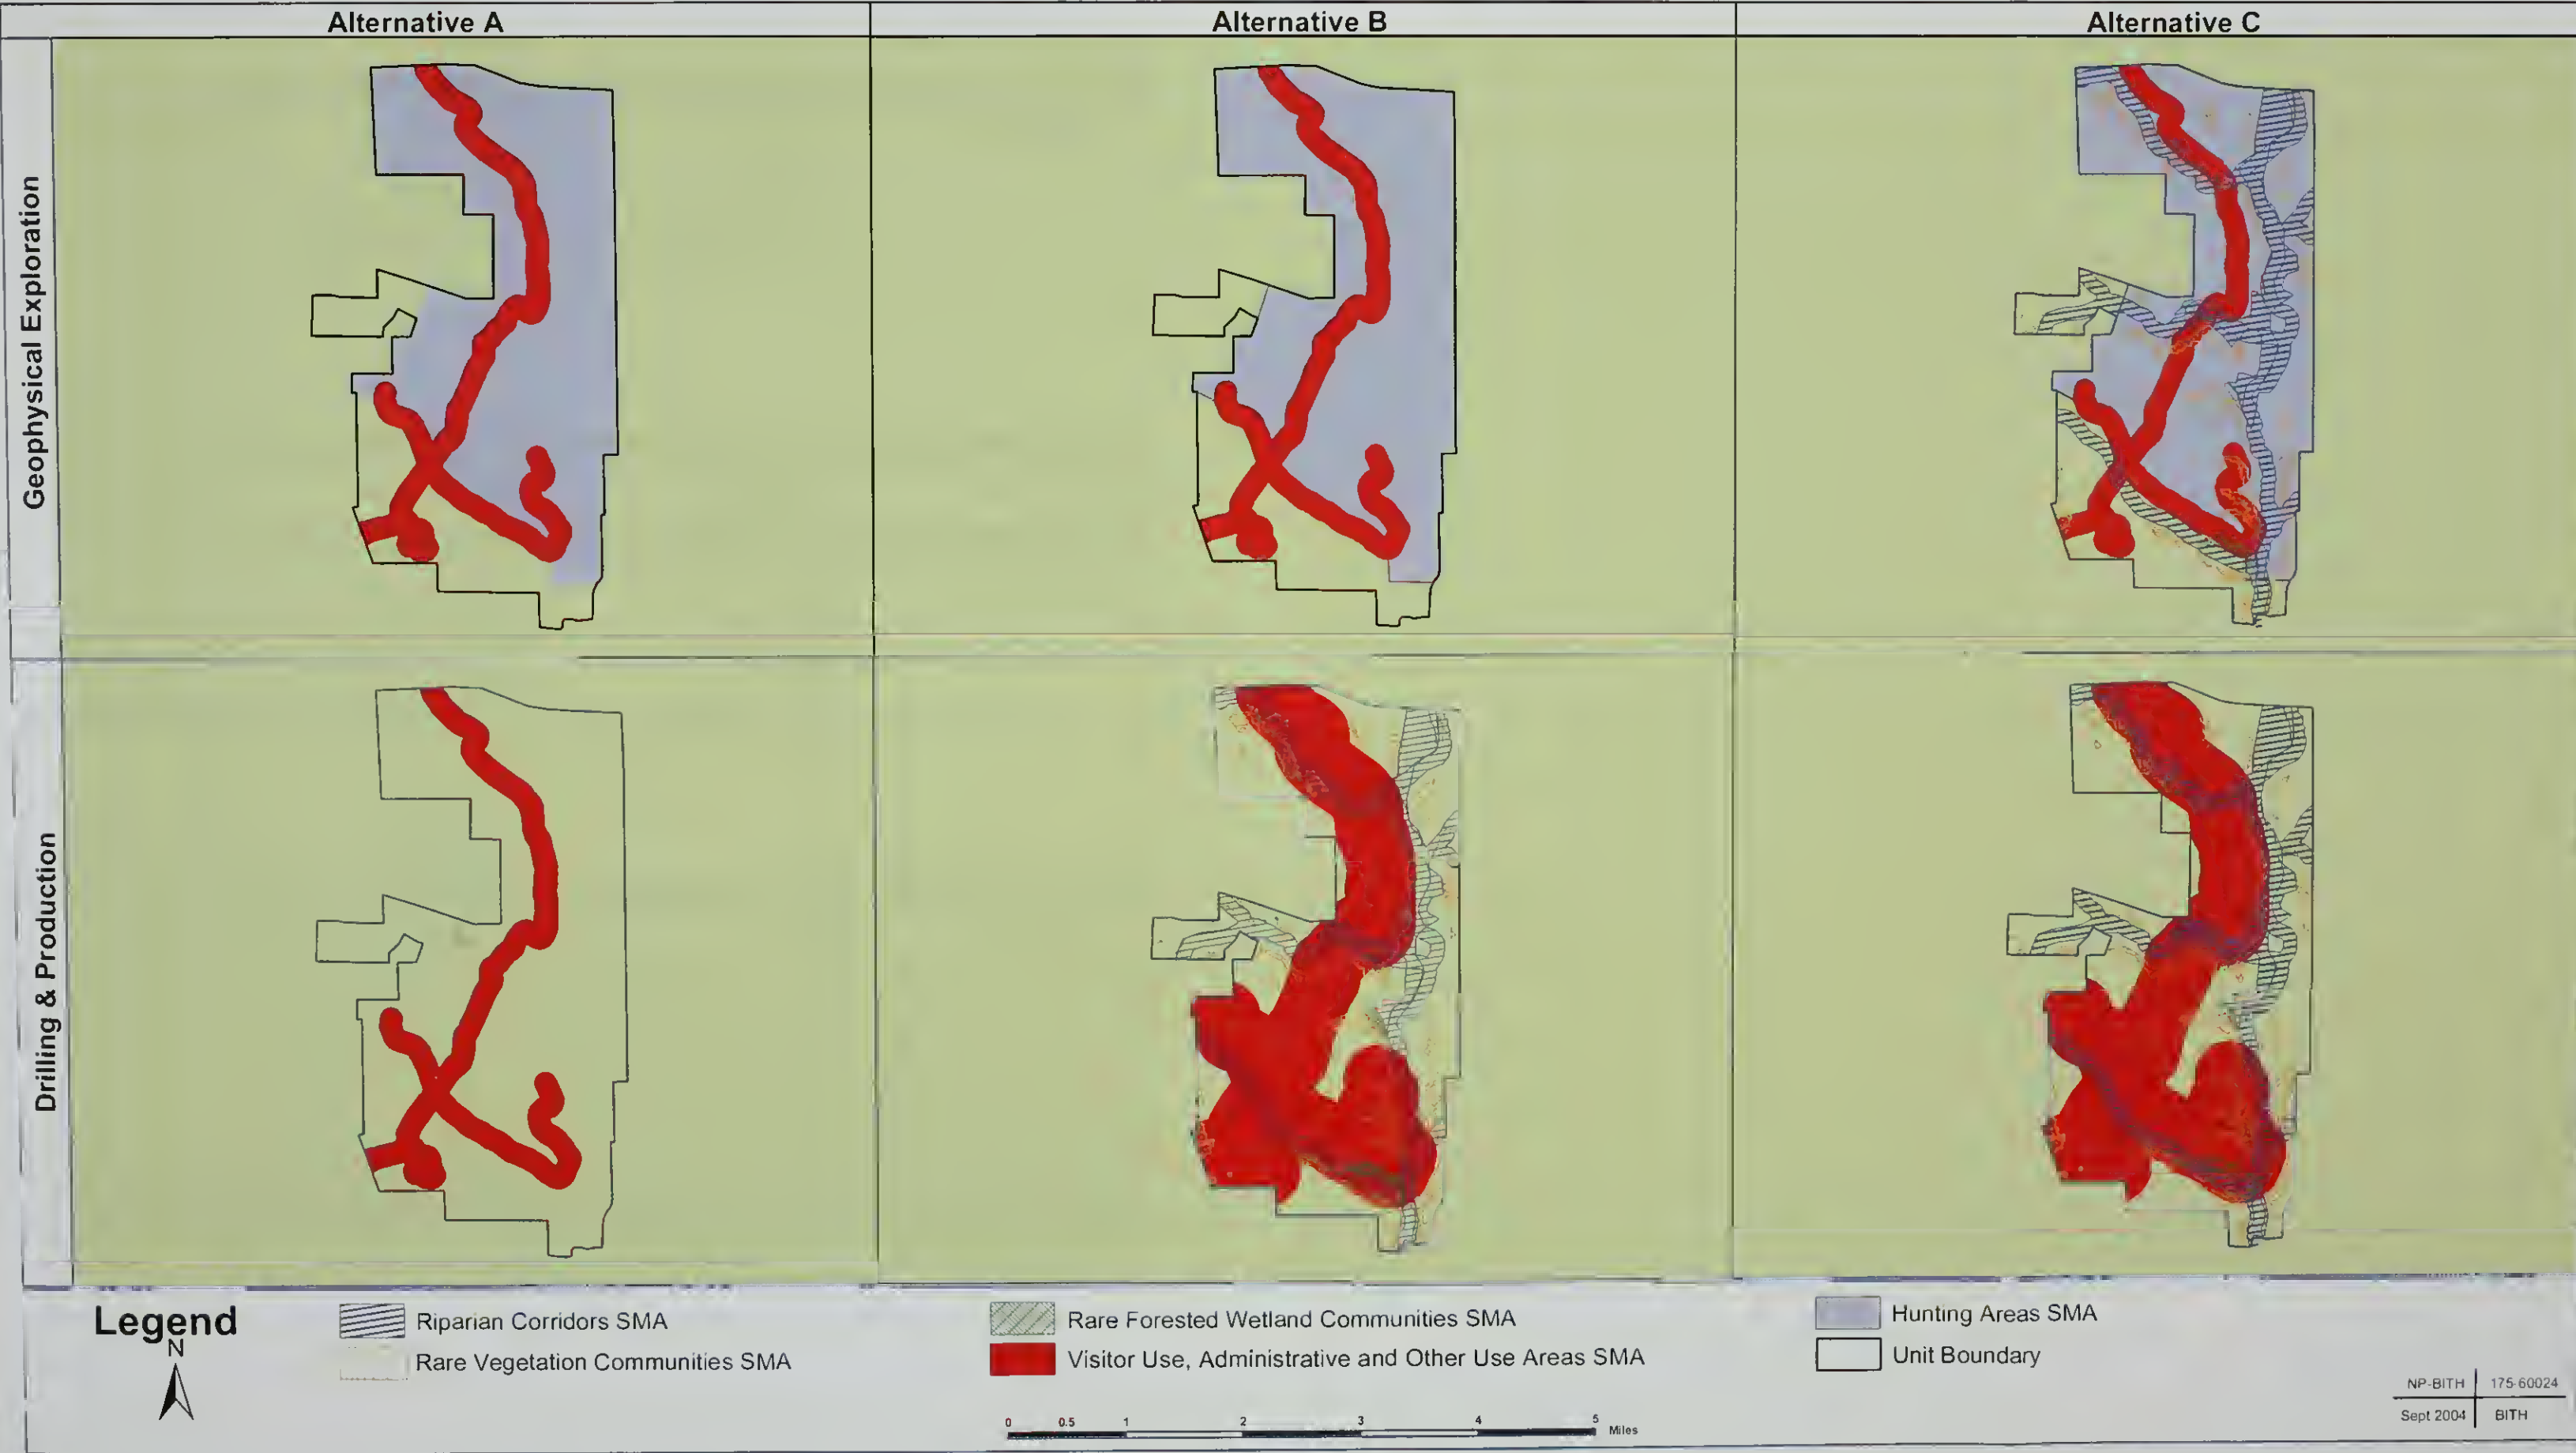 Alternative A
Alternative B
Alternative C
Geophysical Exploration
Drilling & Production
Legend
N
Riparian Corridors SMA
Rare Vegetation Communities SMA
Rare Forested Wetland Communities SMA
Visitor Use, Administrative and Other Use Areas SMA
Hunting Areas SMA
Unit Boundary
0 0.5 1 2 3 4 5 Miles
NP-BITH 175-60024
Sept 2004 BITH